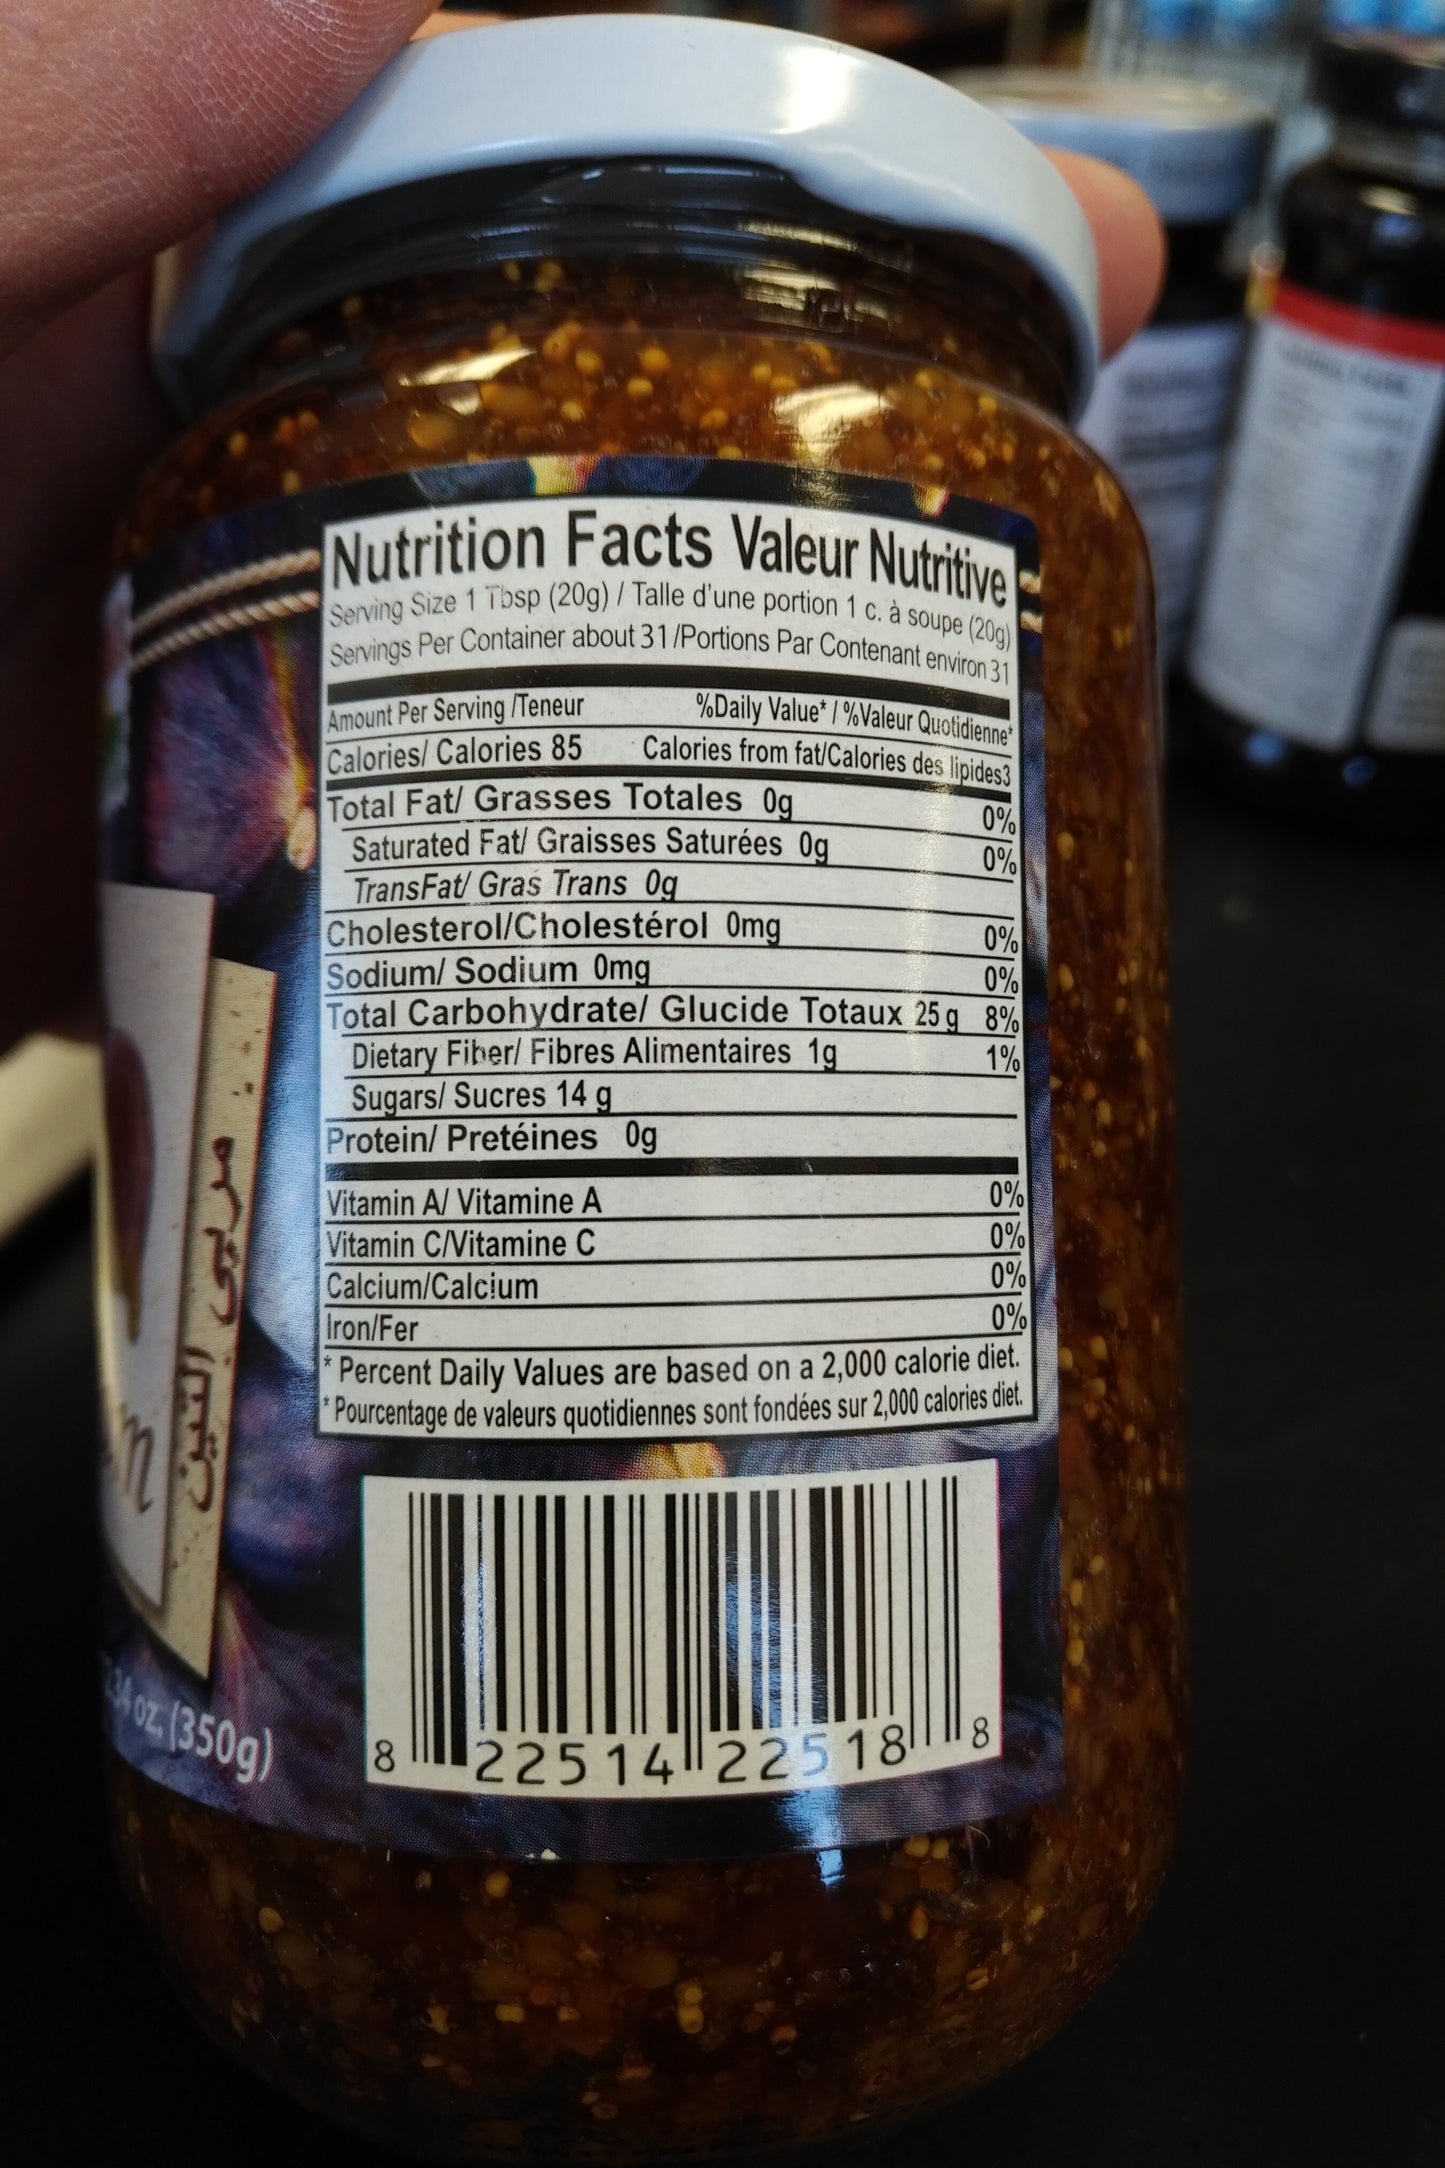 Nutrition Facts Valeur Nutritive
Serving Size 1 Tbsp (20g) / Talle d'une portion 1 c. à soupe (20g)
Servings Per Container about 31/Portions Par Contenant environ 31
Amount Per Serving /Teneur %Daily Value* / %Valeur Quotidienne*
Calories/ Calories 85 Calories from fat/Calories des lipides3
Total Fat/ Grasses Totales 0g 0%
Saturated Fat/ Graisses Saturées 0g 0%
TransFat/ Gras Trans 0g
Cholesterol/Cholestérol 0mg 0%
Sodium/ Sodium 0mg 0%
Total Carbohydrate/ Glucide Totaux 25 g 8%
Dietary Fiber/ Fibres Alimentaires 1g 1%
Sugars/ Sucres 14 g
Protein/ Pretéines 0g
Vitamin A/ Vitamine A 0%
Vitamin C/Vitamine C 0%
Calcium/Calcium 0%
Iron/Fer 0%
* Percent Daily Values are based on a 2,000 calorie diet.
* Pourcentage de valeurs quotidiennes sont fondées sur 2,000 calories diet.
مربى التين
oz. (350g)
8 22514 22518 8